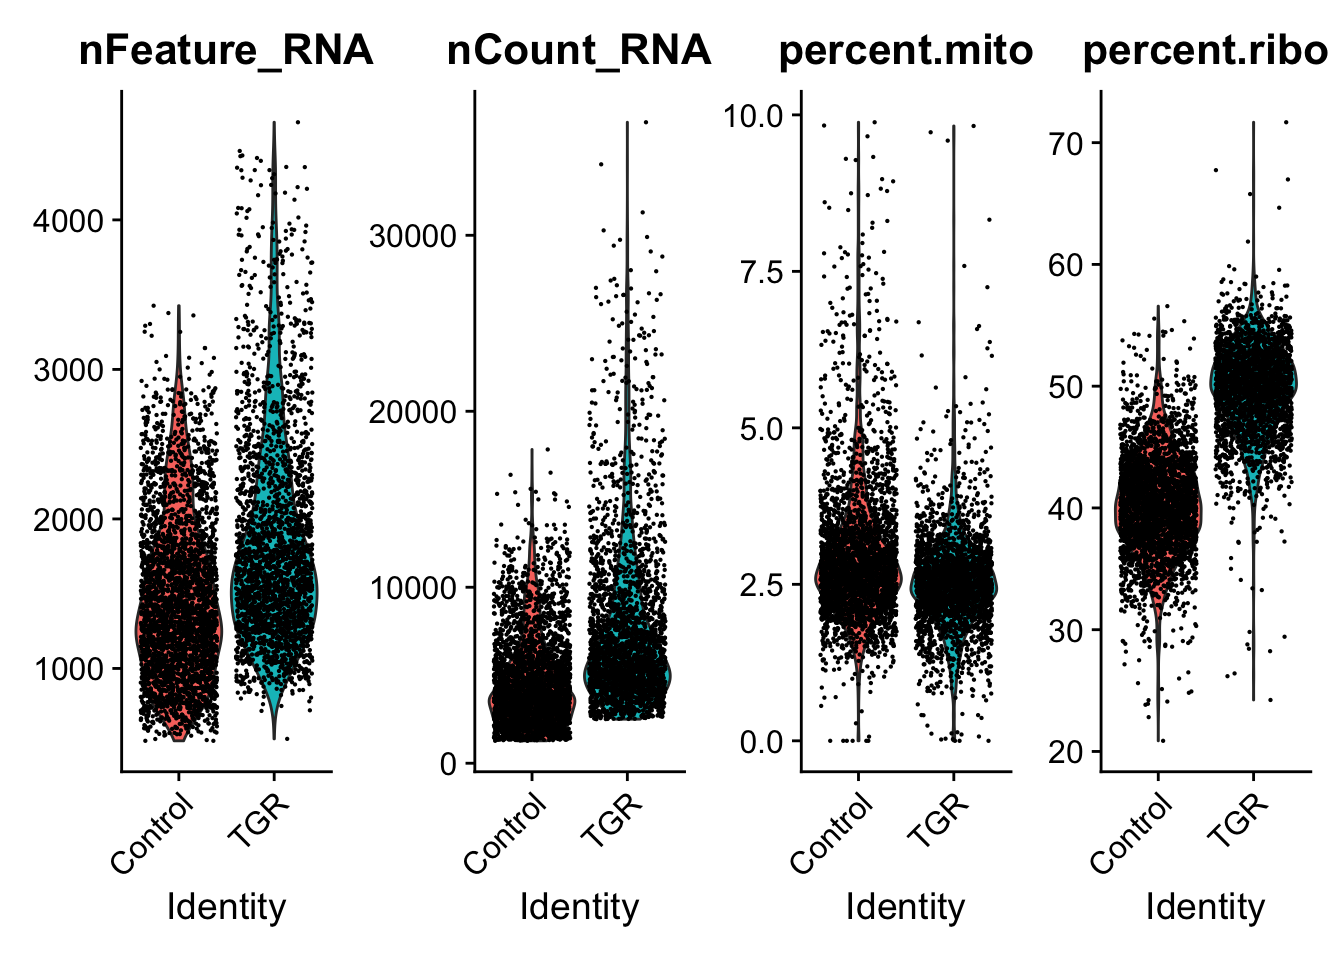 nFeature_RNA
4000
3000
2000
1000
Control
TGR
Identity
nCount_RNA
30000
20000
10000
0
Control
TGR
Identity
percent.mito
10.0
7.5
5.0
2.5
0.0
Control
TGR
Identity
percent.ribo
70
60
50
40
30
20
Control
TGR
Identity